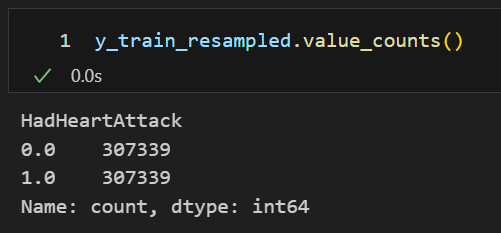 1 y_train_resampled.value_counts()
✓ 0.0s
HadHeartAttack
0.0 307339
1.0 307339
Name: count, dtype: int64